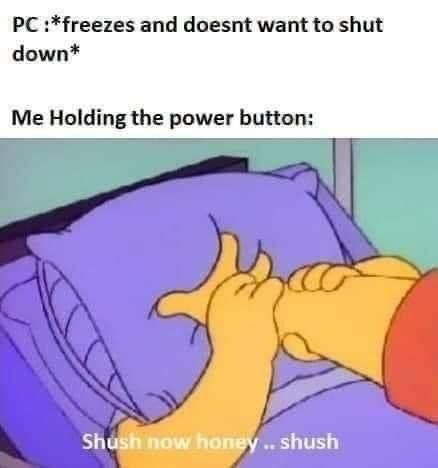 PC :*freezes and doesnt want to shut
down*
Me Holding the power button:
Shush now honey .. shush